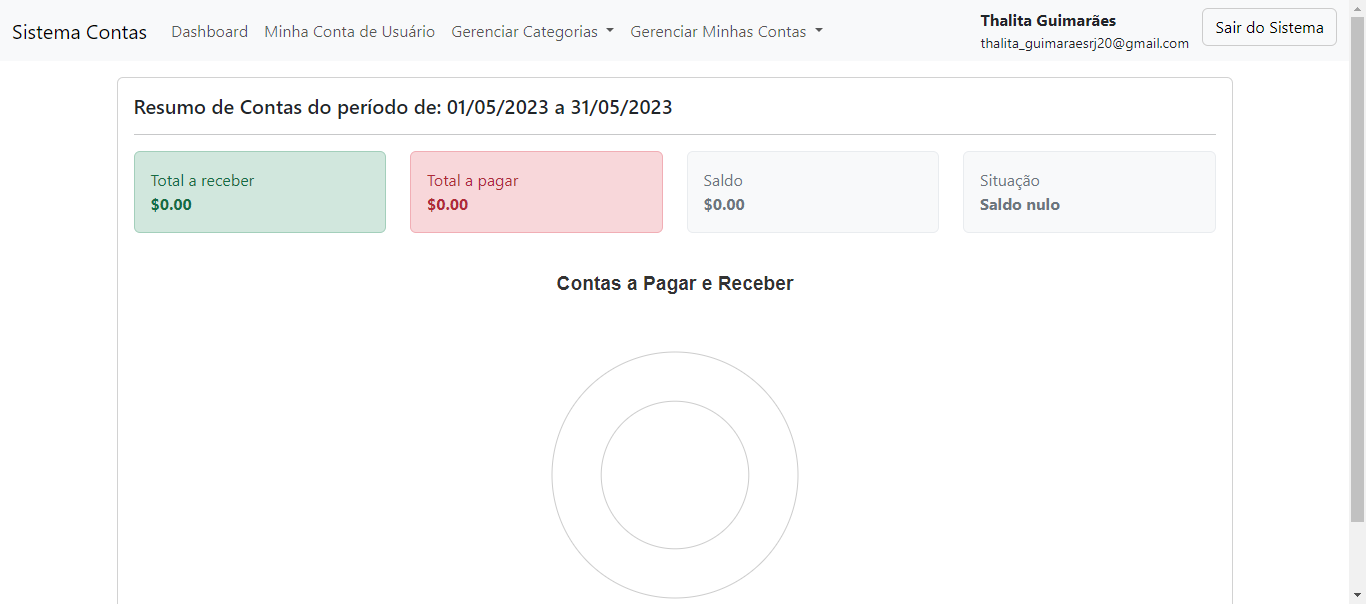 Sistema Contas Dashboard Minha Conta de Usuário Gerenciar Categorias Gerenciar Minhas Contas
Thalita Guimarães
thalita_guimaraesrj20@gmail.com
Sair do Sistema
Resumo de Contas do período de: 01/05/2023 a 31/05/2023
Total a receber
$0.00
Total a pagar
$0.00
Saldo
$0.00
Situação
Saldo nulo
Contas a Pagar e Receber